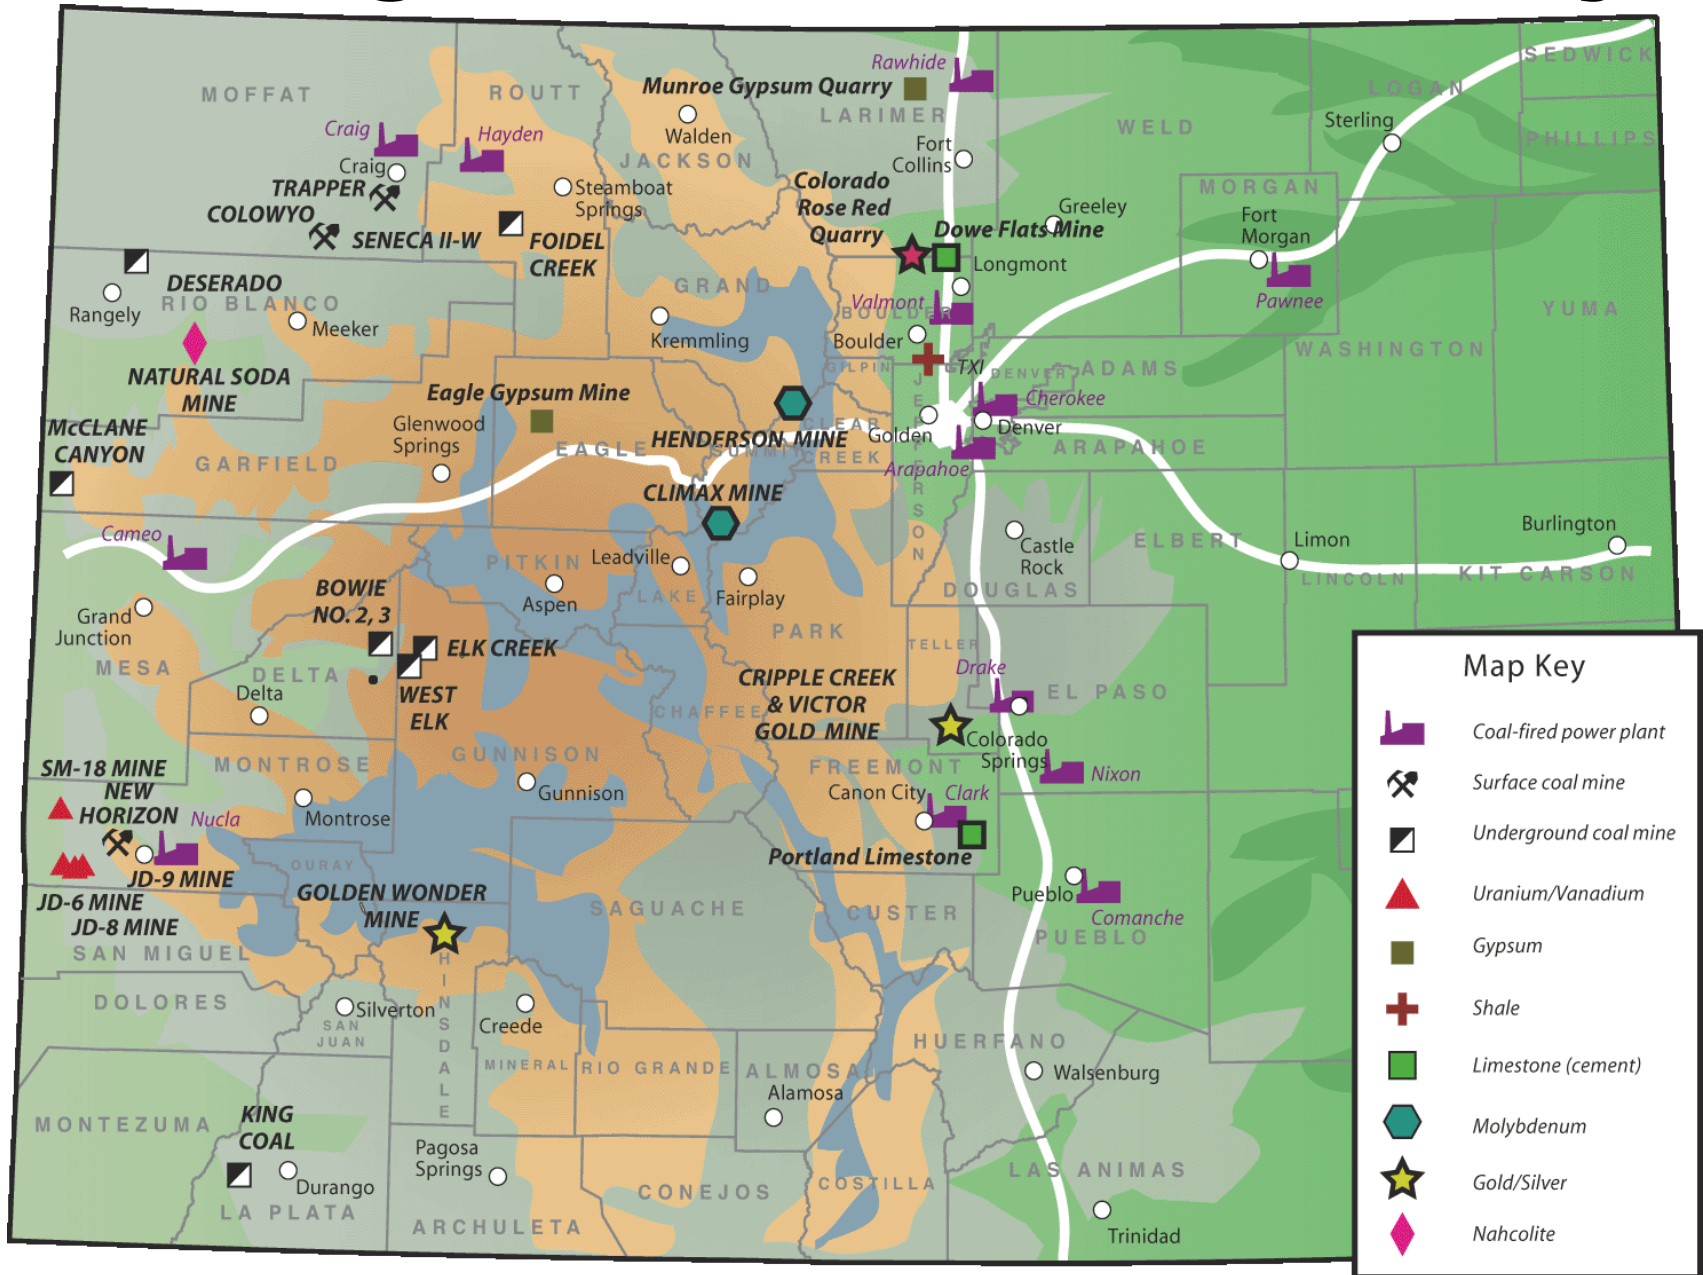 MOFFAT
ROUTT
Munroe Gypsum Quarry
Rawhide
LARIMER
LOGAN
SEDWICK
WELD
Sterling
PHILLIPS
Craig
Hayden
Craig
Walden
JACKSON
Fort
Collins
TRAPPER
COLOWYO
Steamboat
Springs
Colorado
Rose Red
Quarry
MORGAN
Greeley
Fort
Morgan
SENECA II-W
FOIDEL
CREEK
Dowe Flats Mine
Longmont
DESERADO
RIO BLANCO
GRAND
Rangely
Meeker
Kremmling
Valmont
BOULDER
Boulder
Pawnee
YUMA
WASHINGTON
NATURAL SODA
MINE
Eagle Gypsum Mine
GILPIN
TXI
DENVER
ADAMS
Cherokee
McCLANE
CANYON
Glenwood
Springs
HENDERSON MINE
CLEAR
CREEK
SUMMIT
Golden
Denver
JEFFERSON
EAGLE
GARFIELD
Arapahoe
ARAPAHOE
CLIMAX MINE
Cameo
PITKIN
Leadville
Castle
Rock
ELBERT
Limon
Burlington
LINCOLN
KIT CARSON
BOWIE
NO. 2, 3
Aspen
LAKE
Fairplay
DOUGLAS
Grand
Junction
MESA
DELTA
Delta
ELK CREEK
WEST
ELK
PARK
TELLER
Drake
CRIPPLE CREEK
& VICTOR
GOLD MINE
EL PASO
CHAFFEE
Colorado
Springs
MONTROSE
GUNNISON
Gunnison
FREEMONT
Canon City
Clark
Nixon
SM-18 MINE
NEW
HORIZON
Nucla
Montrose
JD-9 MINE
JD-6 MINE
JD-8 MINE
OURAY
Portland Limestone
GOLDEN WONDER
MINE
SAGUACHE
CUSTER
Pueblo
Comanche
PUEBLO
SAN MIGUEL
DOLORES
Silverton
SAN
JUAN
HINSDALE
Creede
MINERAL
RIO GRANDE
ALMOSA
Alamosa
HUERFANO
Walsenburg
MONTEZUMA
KING
COAL
Durango
LA PLATA
Pagosa
Springs
ARCHULETA
CONEJOS
COSTILLA
LAS ANIMAS
Trinidad
Map Key
Coal-fired power plant
Surface coal mine
Underground coal mine
Uranium/Vanadium
Gypsum
Shale
Limestone (cement)
Molybdenum
Gold/Silver
Nahcolite